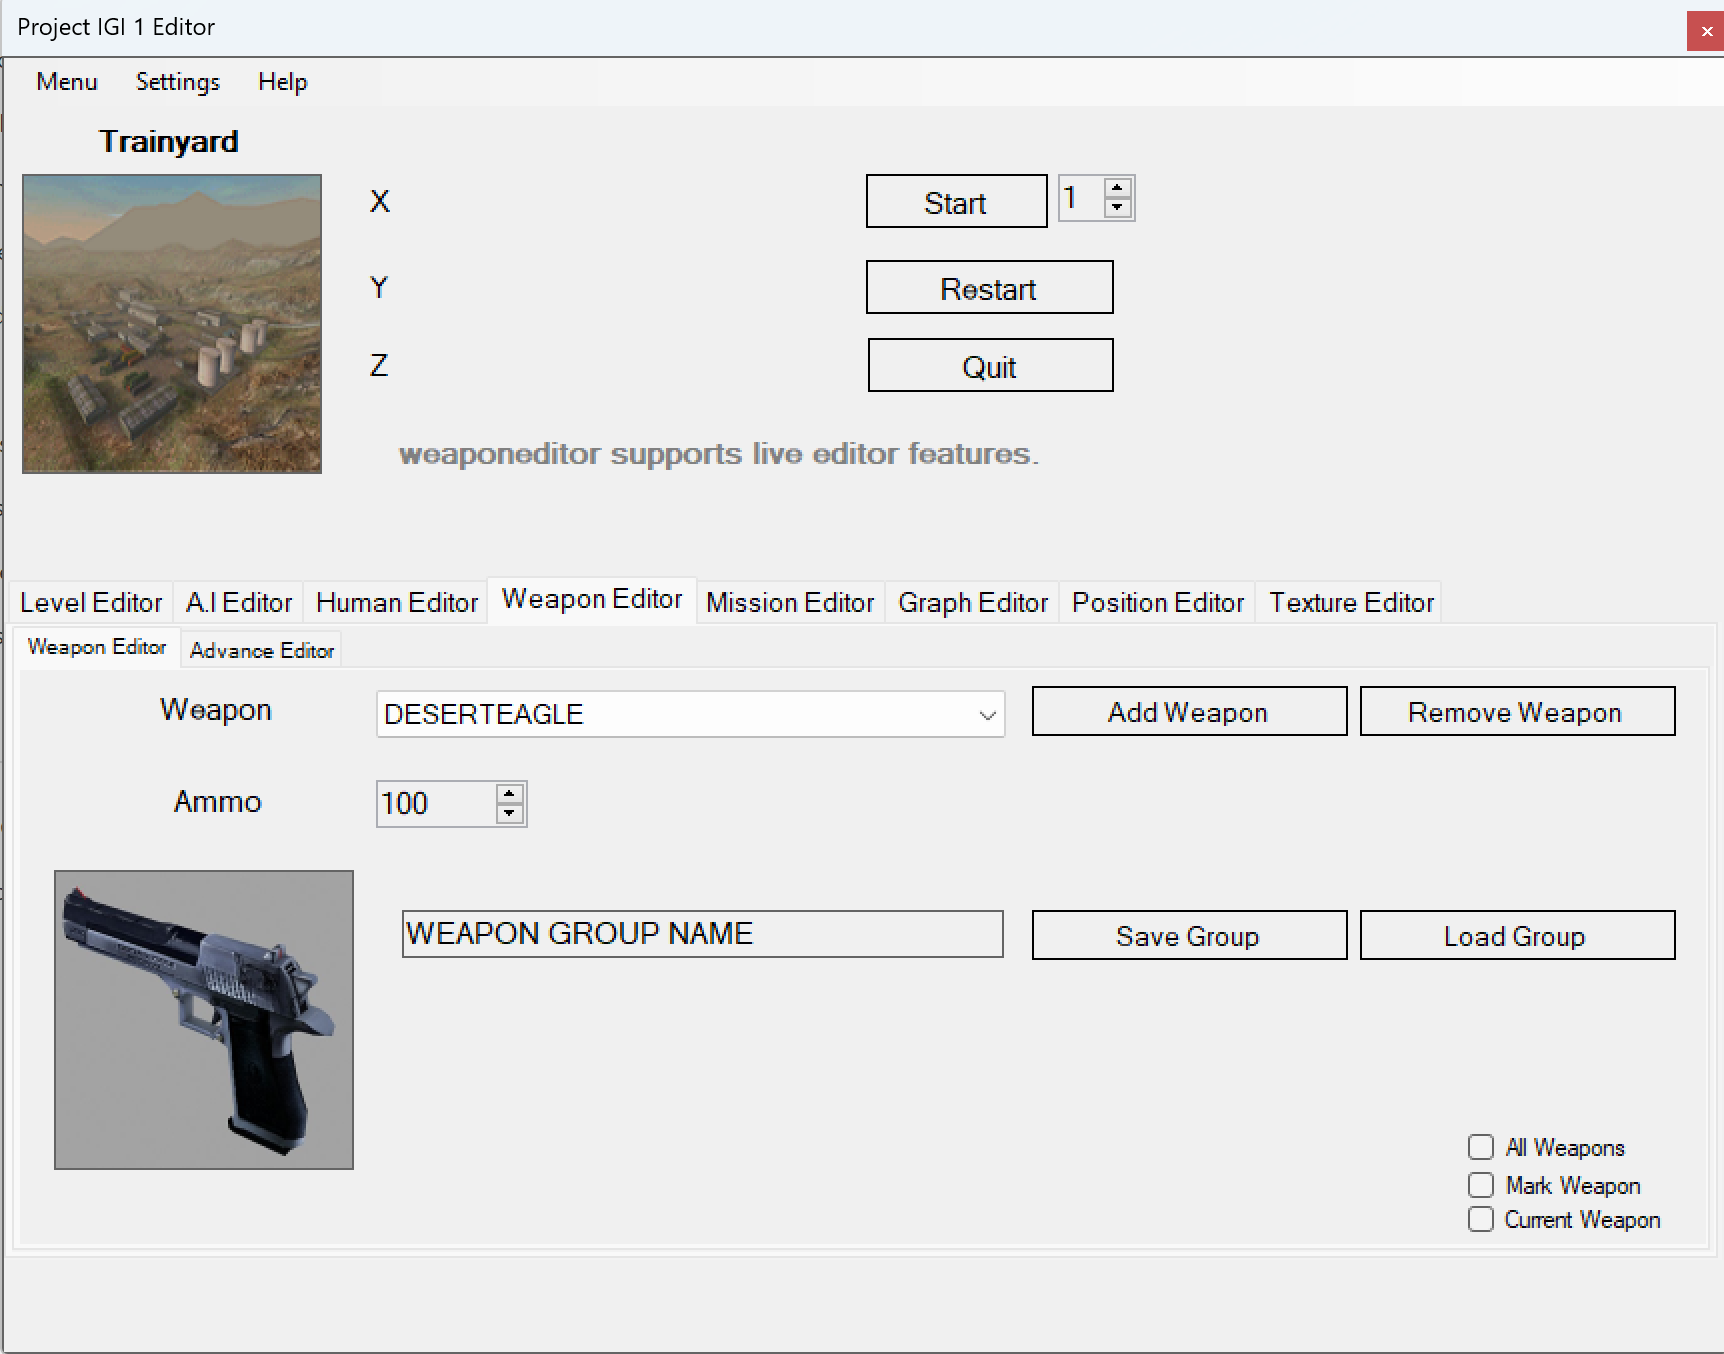 Project IGI 1 Editor
×
Menu Settings Help
Trainyard
X
Start 1
Y
Restart
Z
Quit
weaponeditor supports live editor features.
Level Editor A.I Editor Human Editor Weapon Editor Mission Editor Graph Editor Position Editor Texture Editor
Weapon Editor Advance Editor
Weapon DESERTEAGLE Add Weapon Remove Weapon
Ammo 100
WEAPON GROUP NAME Save Group Load Group
All Weapons
Mark Weapon
Current Weapon